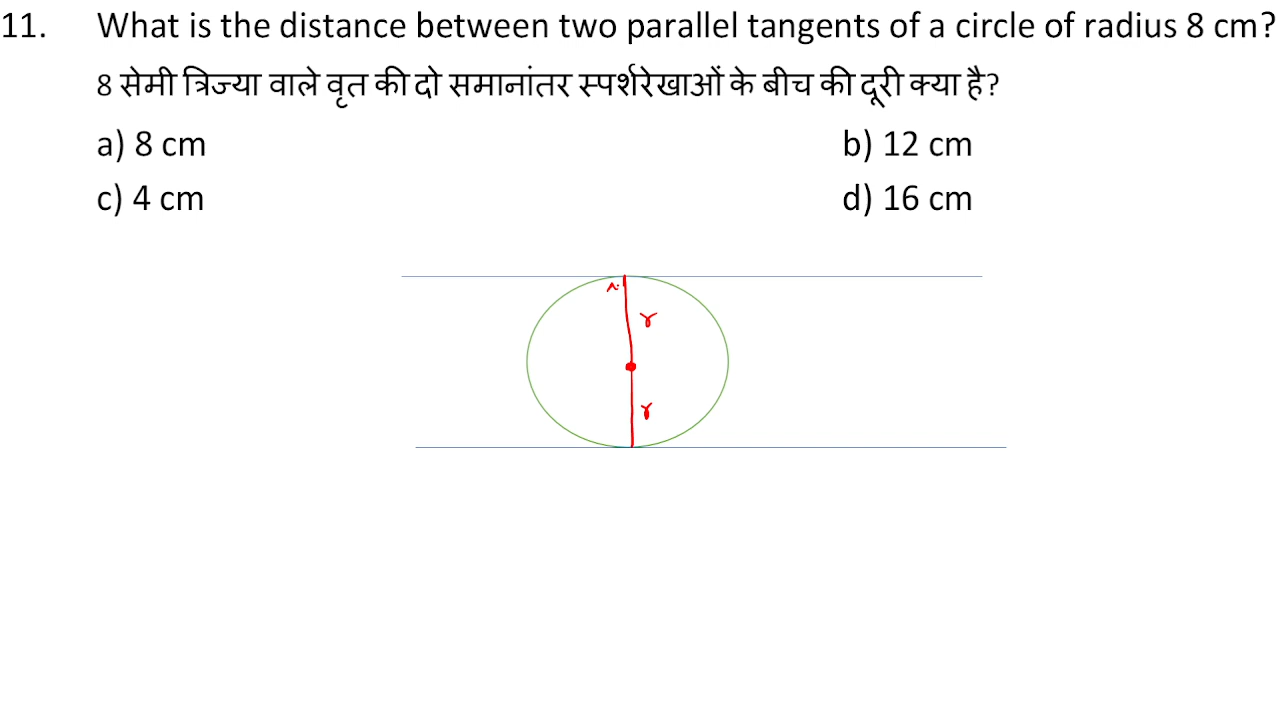 11. What is the distance between two parallel tangents of a circle of radius 8 cm?
8 सेमी त्रिज्या वाले वृत की दो समानांतर स्पर्शरेखाओं के बीच की दूरी क्या है?
a) 8 cm b) 12 cm
c) 4 cm d) 16 cm
r
r